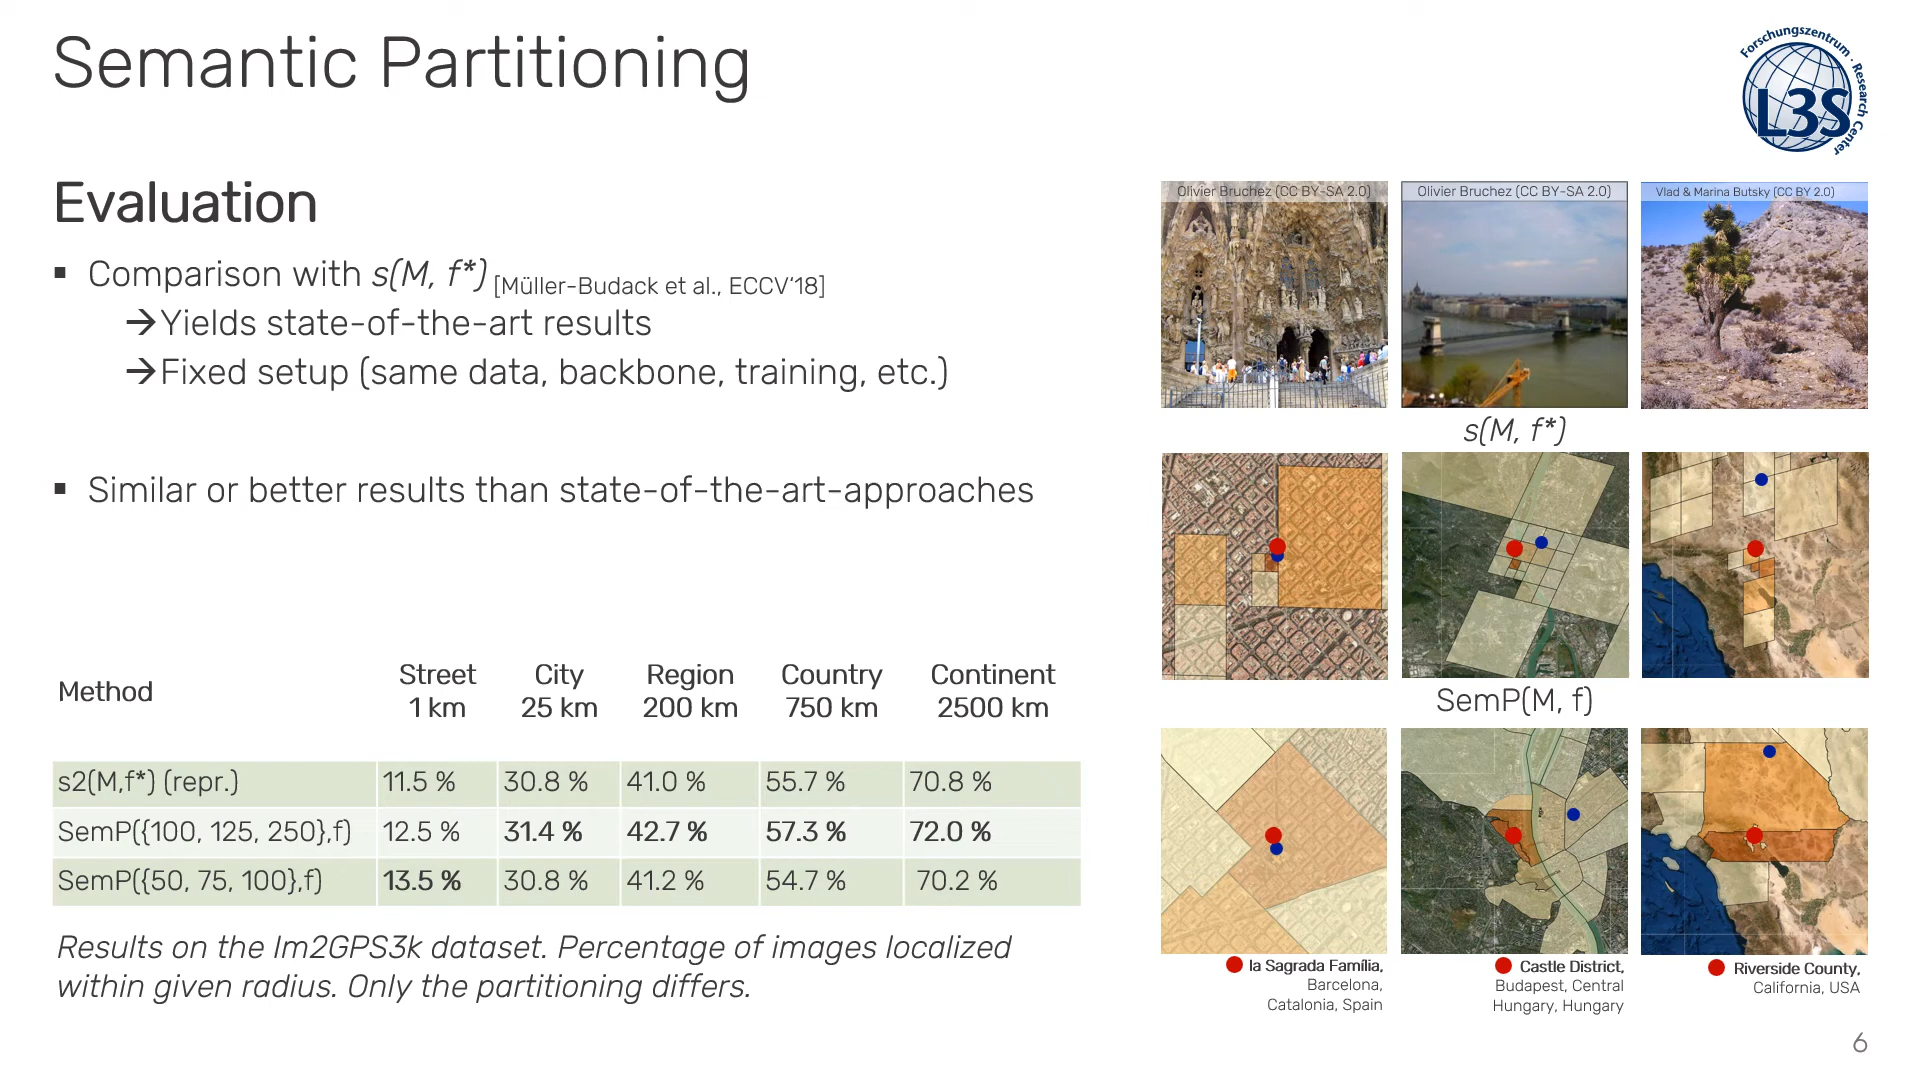 Semantic Partitioning
Forschungszentrum · Research Center
L3S
Evaluation
▪ Comparison with s(M, f*) [Müller-Budack et al., ECCV‘18]
→Yields state-of-the-art results
→Fixed setup (same data, backbone, training, etc.)
▪ Similar or better results than state-of-the-art-approaches
Method Street 1 km City 25 km Region 200 km Country 750 km Continent 2500 km
s2(M,f*) (repr.) 11.5 % 30.8 % 41.0 % 55.7 % 70.8 %
SemP({100, 125, 250},f) 12.5 % 31.4 % 42.7 % 57.3 % 72.0 %
SemP({50, 75, 100},f) 13.5 % 30.8 % 41.2 % 54.7 % 70.2 %
Results on the Im2GPS3k dataset. Percentage of images localized
within given radius. Only the partitioning differs.
Olivier Bruchez (CC BY-SA 2.0)
Olivier Bruchez (CC BY-SA 2.0)
Vlad & Marina Butsky (CC BY 2.0)
s(M, f*)
SemP(M, f)
la Sagrada Família,
Barcelona,
Catalonia, Spain
Castle District,
Budapest, Central
Hungary, Hungary
Riverside County,
California, USA
6